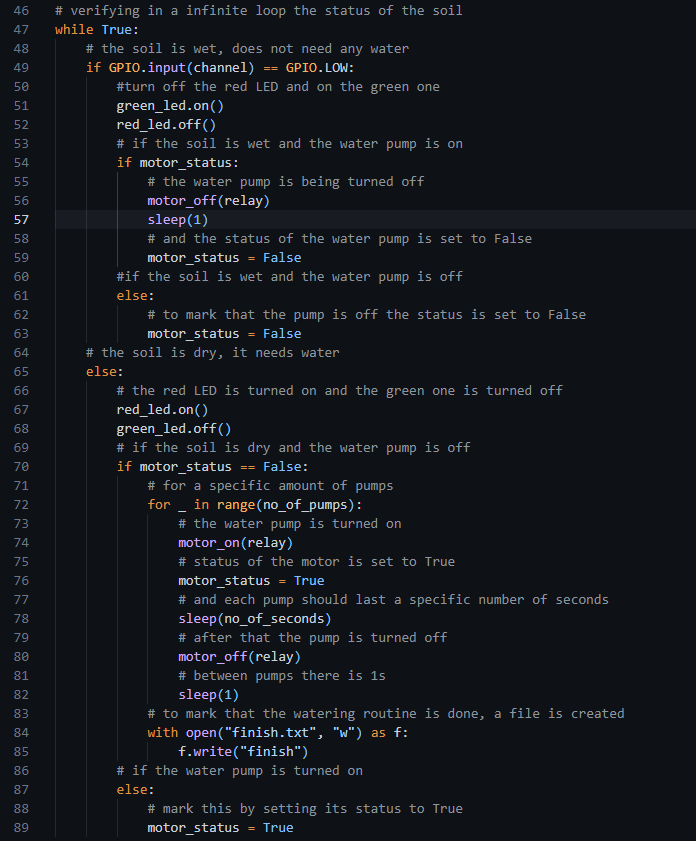 46 # verifying in a infinite loop the status of the soil
47 while True:
48     # the soil is wet, does not need any water
49     if GPIO.input(channel) == GPIO.LOW:
50         #turn off the red LED and on the green one
51         green_led.on()
52         red_led.off()
53         # if the soil is wet and the water pump is on
54         if motor_status:
55             # the water pump is being turned off
56             motor_off(relay)
57             sleep(1)
58             # and the status of the water pump is set to False
59             motor_status = False
60         #if the soil is wet and the water pump is off
61         else:
62             # to mark that the pump is off the status is set to False
63             motor_status = False
64     # the soil is dry, it needs water
65     else:
66         # the red LED is turned on and the green one is turned off
67         red_led.on()
68         green_led.off()
69         # if the soil is dry and the water pump is off
70         if motor_status == False:
71             # for a specific amount of pumps
72             for _ in range(no_of_pumps):
73                 # the water pump is turned on
74                 motor_on(relay)
75                 # status of the motor is set to True
76                 motor_status = True
77                 # and each pump should last a specific number of seconds
78                 sleep(no_of_seconds)
79                 # after that the pump is turned off
80                 motor_off(relay)
81                 # between pumps there is 1s
82                 sleep(1)
83             # to mark that the watering routine is done, a file is created
84             with open("finish.txt", "w") as f:
85                 f.write("finish")
86         # if the water pump is turned on
87         else:
88             # mark this by setting its status to True
89             motor_status = True